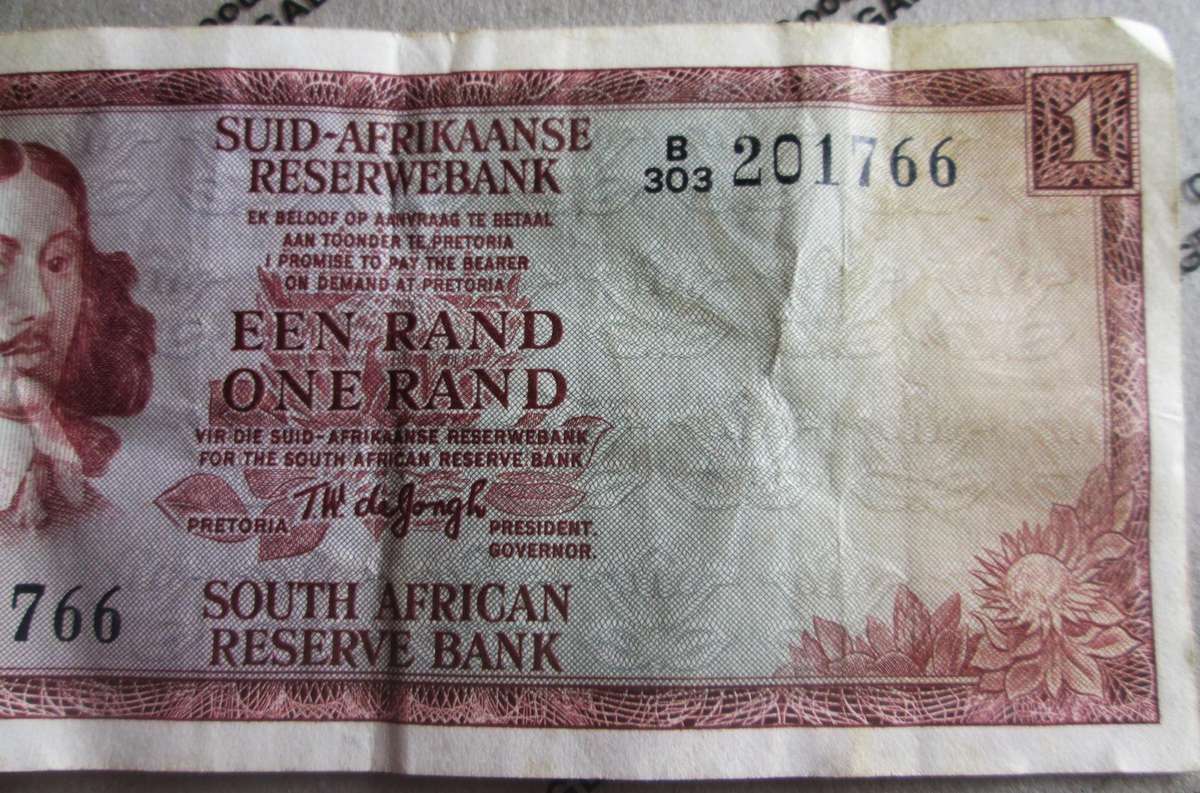 SUID-AFRIKAANSE
RESERWEBANK
B
303 201766
1
EK BELOOF OP AANVRAAG TE BETAAL
AAN TOONDER TE PRETORIA
I PROMISE TO PAY THE BEARER
ON DEMAND AT PRETORIA
EEN RAND
ONE RAND
VIR DIE SUID-AFRIKAANSE RESERWEBANK
FOR THE SOUTH AFRICAN RESERVE BANK
T.W. de Jongh
PRETORIA PRESIDENT.
GOVERNOR.
766
SOUTH AFRICAN
RESERVE BANK